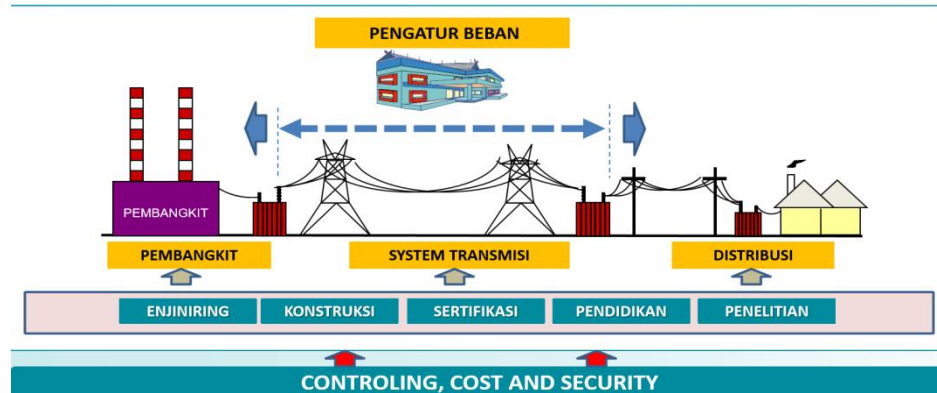 PENGATUR BEBAN
PEMBANGKIT
PEMBANGKIT
SYSTEM TRANSMISI
DISTRIBUSI
ENJINIRING
KONSTRUKSI
SERTIFIKASI
PENDIDIKAN
PENELITIAN
CONTROLING, COST AND SECURITY